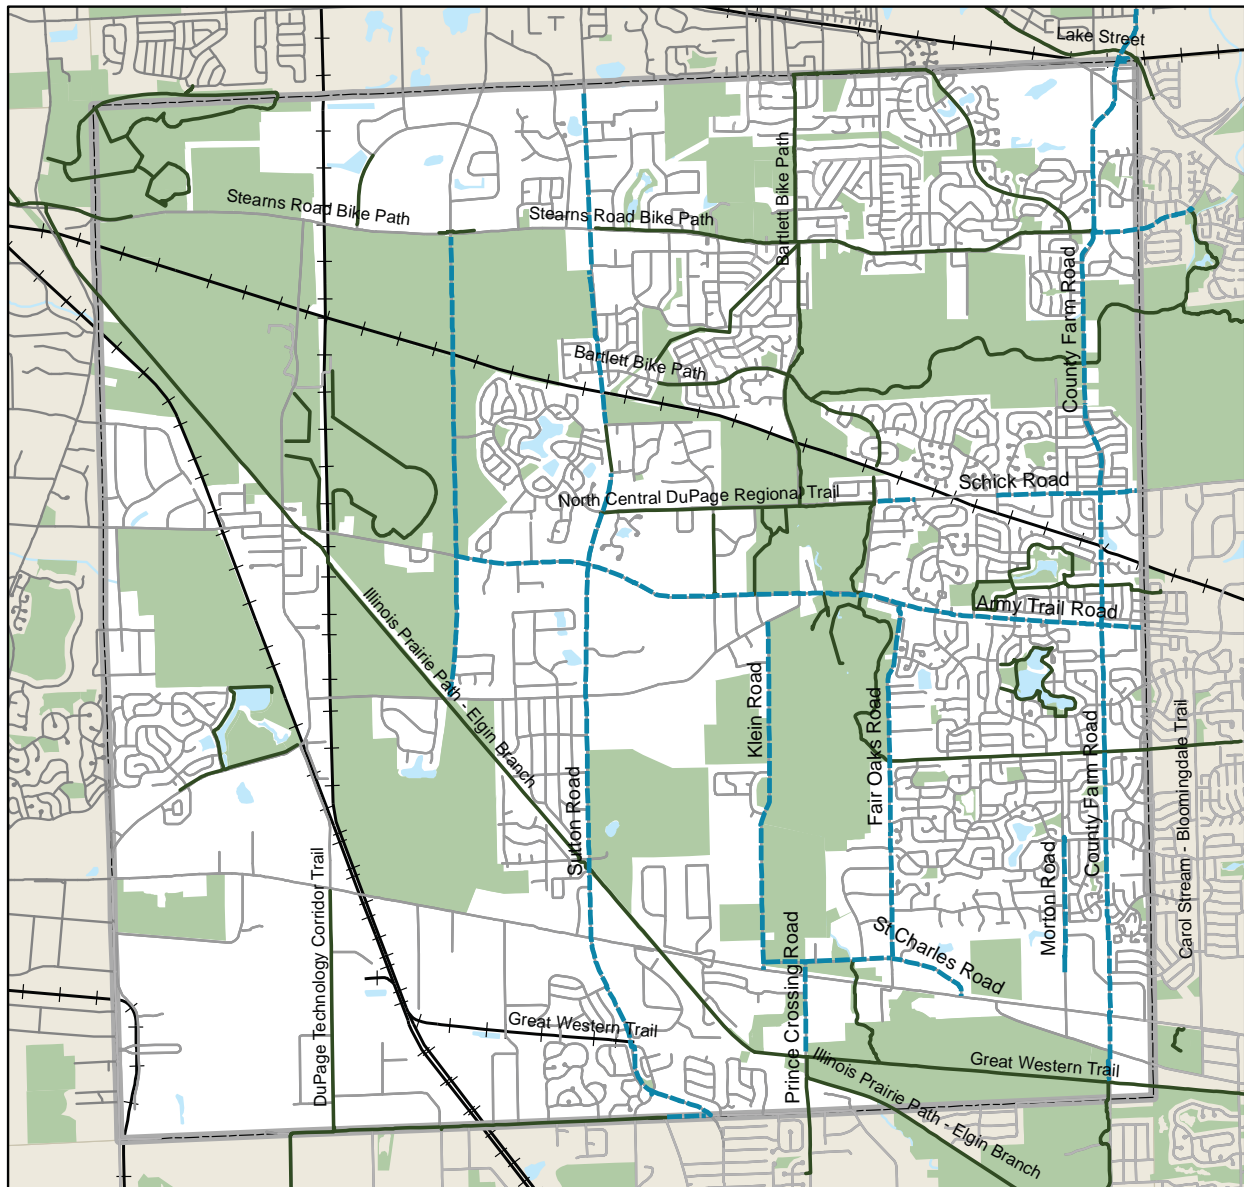 Lake Street
Bartlett Bike Path
Stearns Road Bike Path
Stearns Road Bike Path
County Farm Road
Bartlett Bike Path
Schick Road
North Central DuPage Regional Trail
Army Trail Road
Illinois Prairie Path - Elgin Branch
Klein Road
Fair Oaks Road
County Farm Road
Carol Stream - Bloomingdale Trail
Sutton Road
Morton Road
DuPage Technology Corridor Trail
Prince Crossing Road
St Charles Road
Great Western Trail
Great Western Trail
Illinois Prairie Path - Elgin Branch